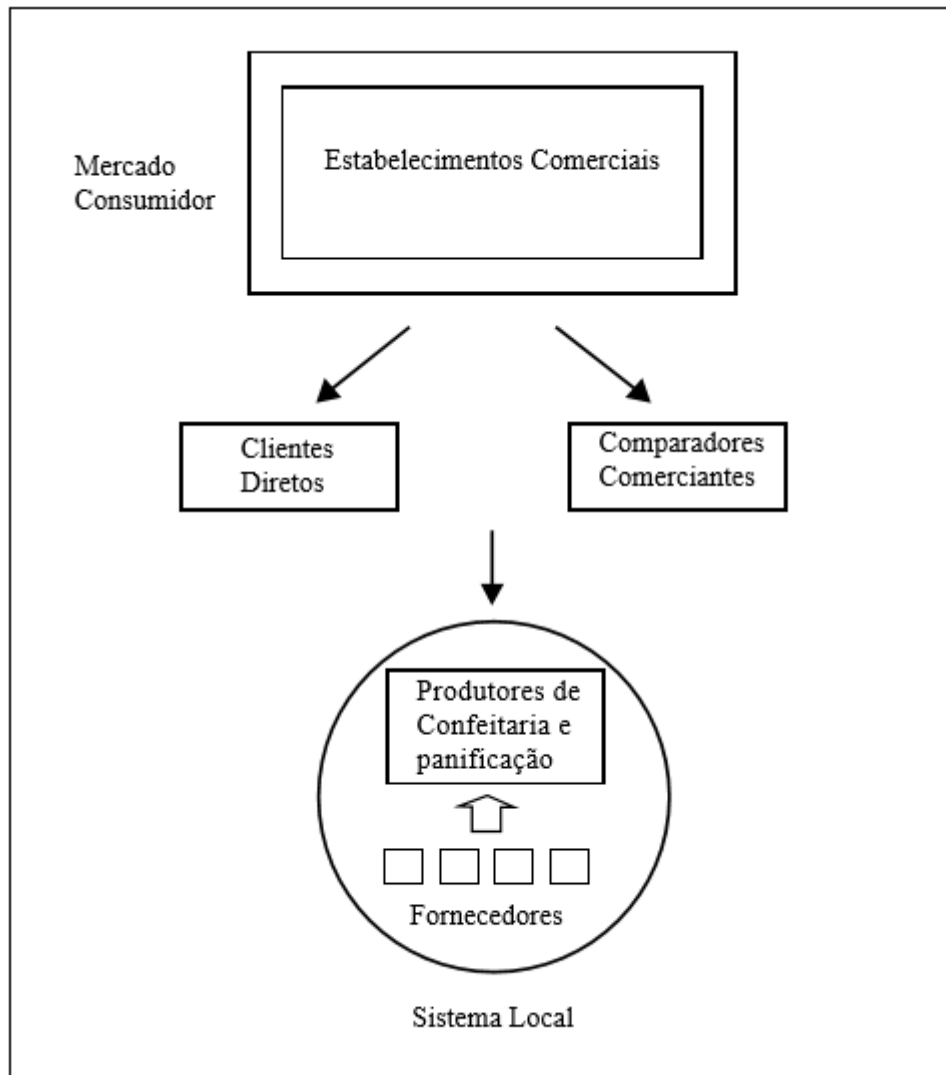 Mercado
Consumidor
Estabelecimentos Comerciais
Clientes
Diretos
Comparadores
Comerciantes
Produtores de
Confeitaria e
panificação
Fornecedores
Sistema Local